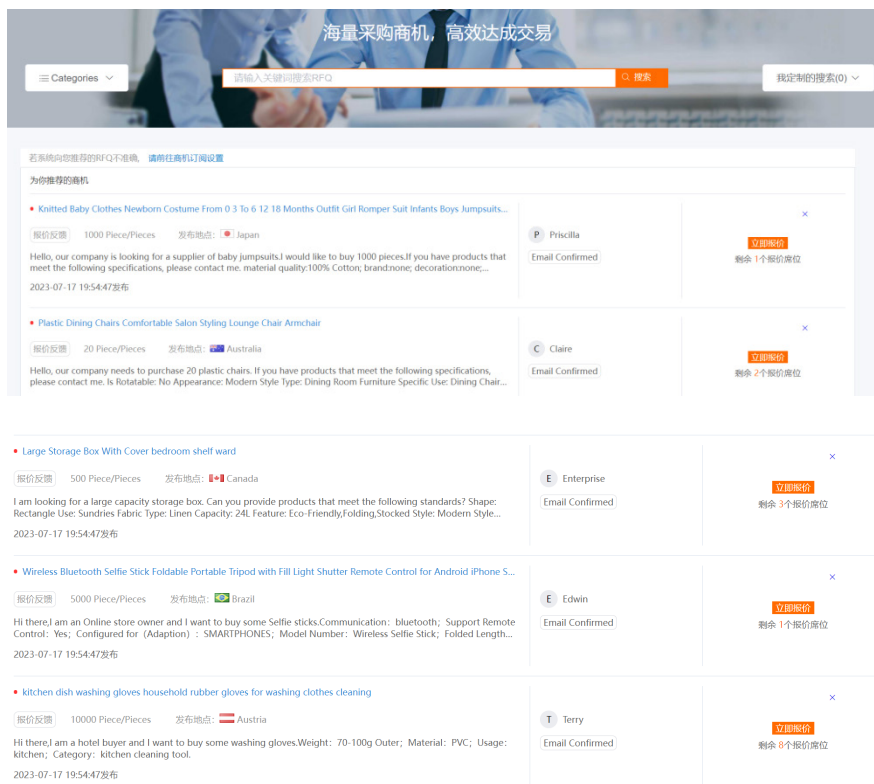 海量采购商机，高效达成交易
Categories
请输入关键词搜索RFQ
搜索
我定制的搜索(0)
若系统向您推荐的RFQ不准确, 请前往商机订阅设置
为你推荐的商机
Knitted Baby Clothes Newborn Costume From 0 3 To 6 12 18 Months Outfit Girl Romper Suit Infants Boys Jumpsuits...
报价反馈 1000 Piece/Pieces 发布地点: Japan
P Priscilla
立即报价
Hello, our company is looking for a supplier of baby jumpsuits.I would like to buy 1000 pieces.If you have products that
Email Confirmed
剩余 1个报价席位
meet the following specifications, please contact me. material quality:100% Cotton; brand:none; decoration:none;...
2023-07-17 19:54:47发布
Plastic Dining Chairs Comfortable Salon Styling Lounge Chair Armchair
报价反馈 20 Piece/Pieces 发布地点: Australia
C Claire
立即报价
Hello, our company needs to purchase 20 plastic chairs. If you have products that meet the following specifications,
Email Confirmed
剩余 2个报价席位
please contact me. Is Rotatable: No Appearance: Modern Style Type: Dining Room Furniture Specific Use: Dining Chair...
Large Storage Box With Cover bedroom shelf ward
报价反馈 500 Piece/Pieces 发布地点: Canada
E Enterprise
立即报价
I am looking for a large capacity storage box. Can you provide products that meet the following standards? Shape:
Email Confirmed
剩余 3个报价席位
Rectangle Use: Sundries Fabric Type: Linen Capacity: 24L Feature: Eco-Friendly,Folding,Stocked Style: Modern Style...
2023-07-17 19:54:47发布
Wireless Bluetooth Selfie Stick Foldable Portable Tripod with Fill Light Shutter Remote Control for Android iPhone S...
报价反馈 5000 Piece/Pieces 发布地点: Brazil
E Edwin
立即报价
Hi there,I am an Online store owner and I want to buy some Selfie sticks.Communication：bluetooth；Support Remote
Email Confirmed
剩余 1个报价席位
Control：Yes；Configured for (Adaption) ：SMARTPHONES；Model Number：Wireless Selfie Stick；Folded Length...
2023-07-17 19:54:47发布
kitchen dish washing gloves household rubber gloves for washing clothes cleaning
报价反馈 10000 Piece/Pieces 发布地点: Austria
T Terry
立即报价
Hi there,I am a hotel buyer and I want to buy some washing gloves.Weight：70-100g Outer；Material：PVC；Usage：
Email Confirmed
剩余 8个报价席位
kitchen；Category：kitchen cleaning tool.
2023-07-17 19:54:47发布